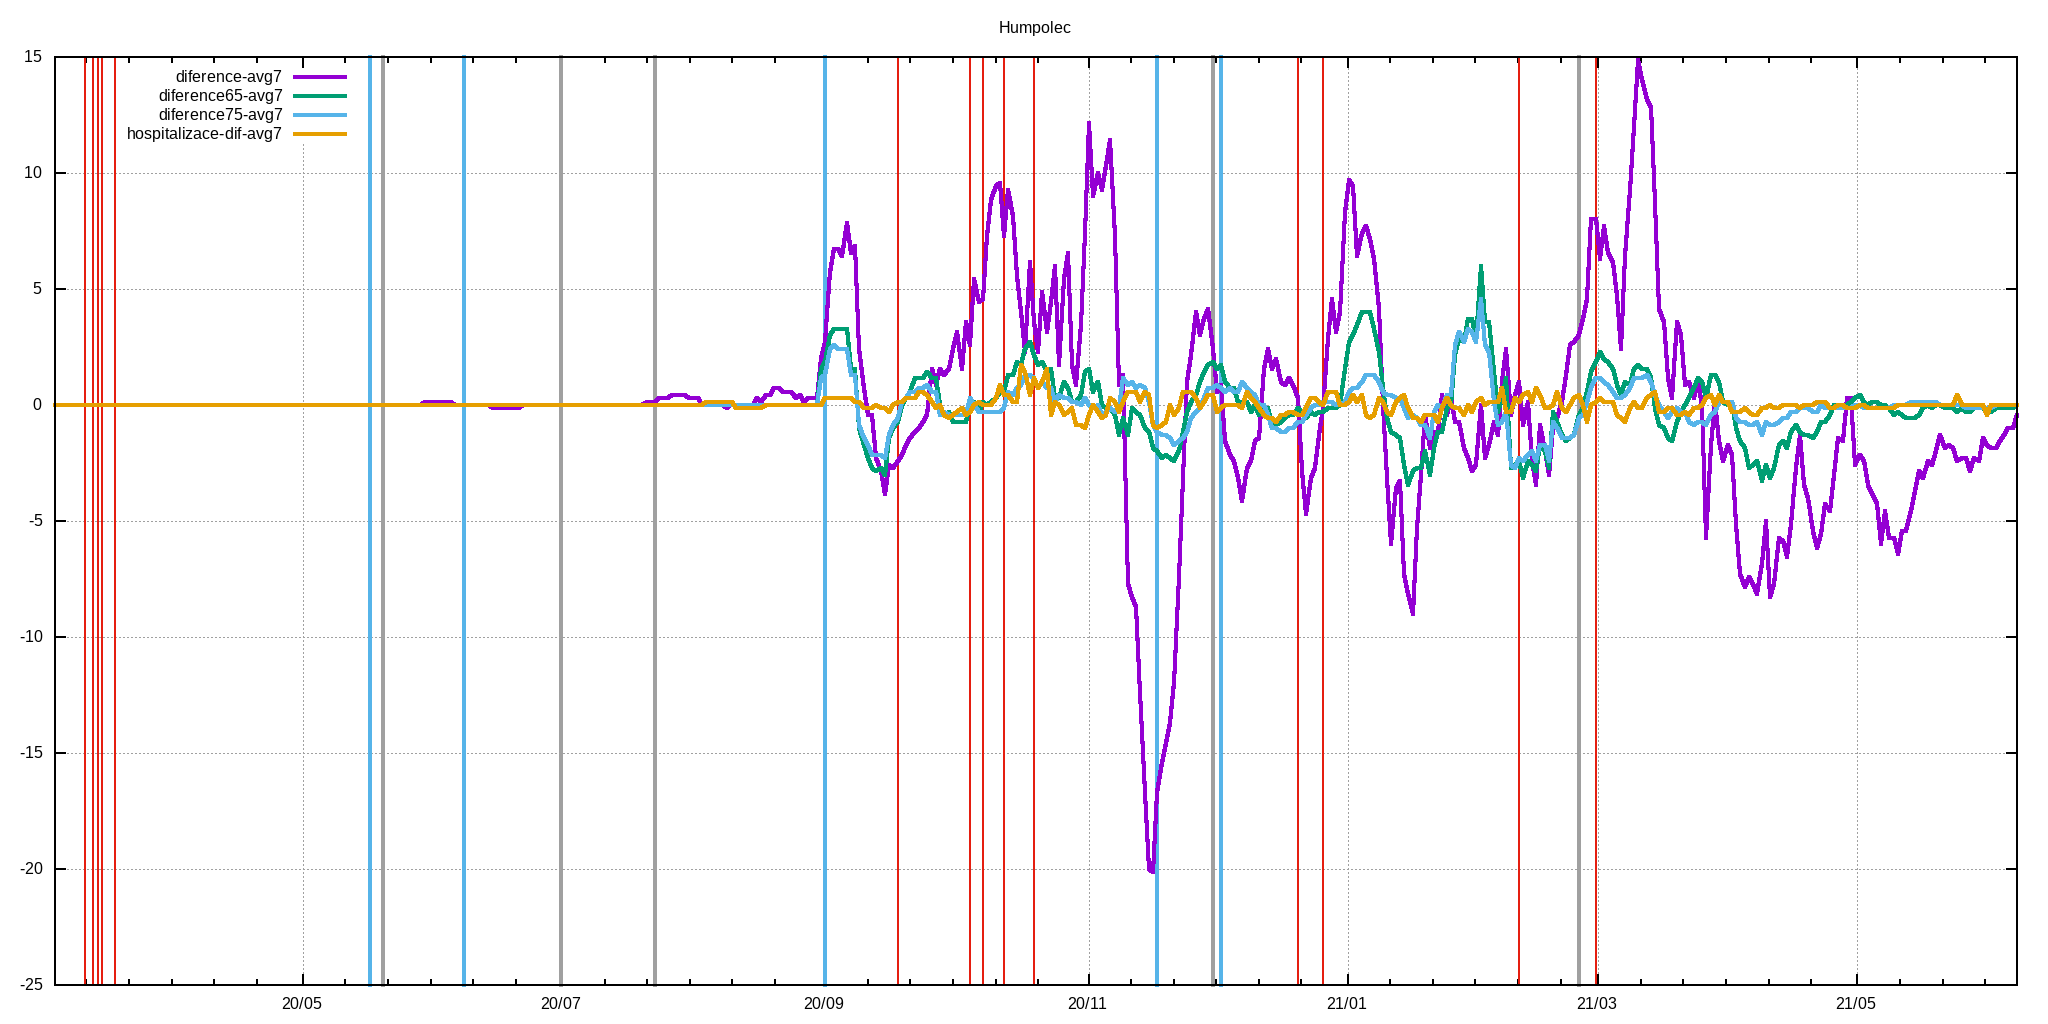 Humpolec
diference-avg7
diference65-avg7
diference75-avg7
hospitalizace-dif-avg7
15
10
5
0
-5
-10
-15
-20
-25
20/05 20/07 20/09 20/11 21/01 21/03 21/05